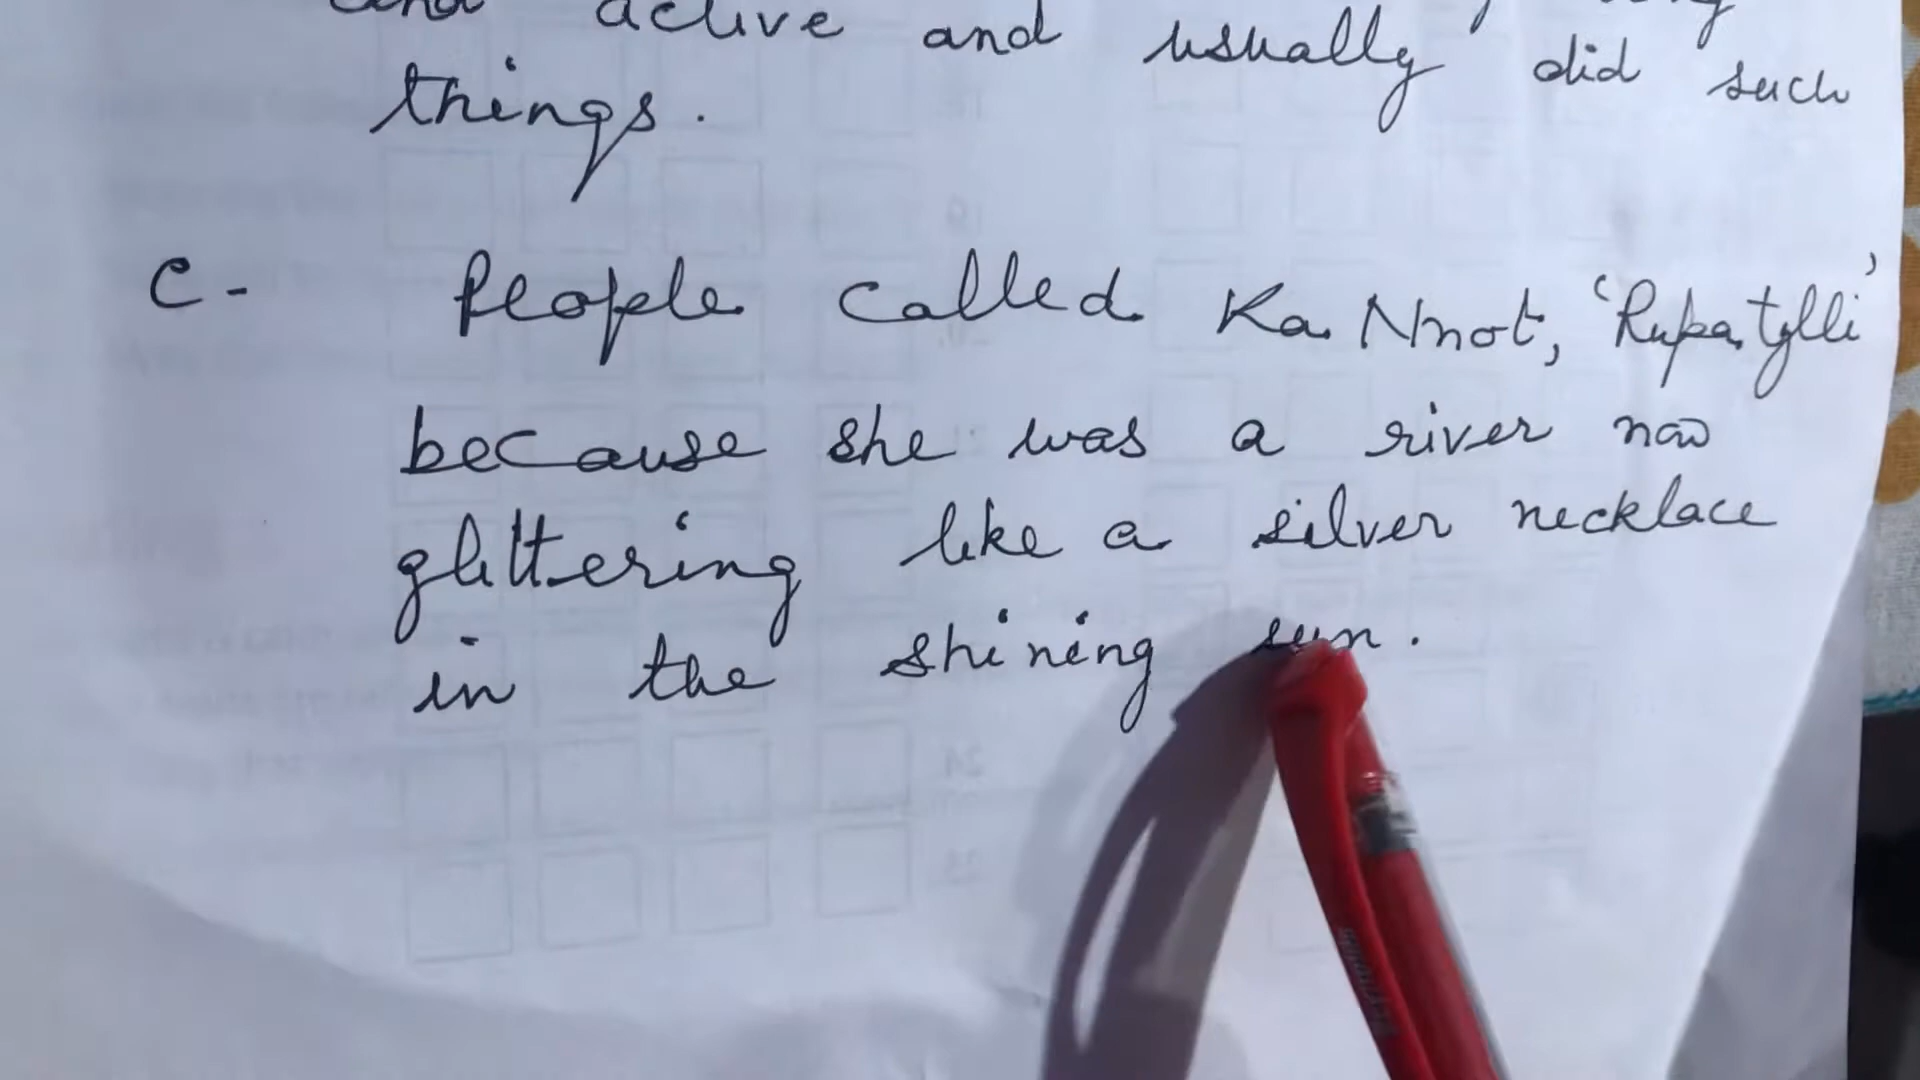 and active and usually did such
things.
c- People called Ka Nnot, 'Rupatylli'
because she was a river now
glittering like a silver necklace
in the shining sun.